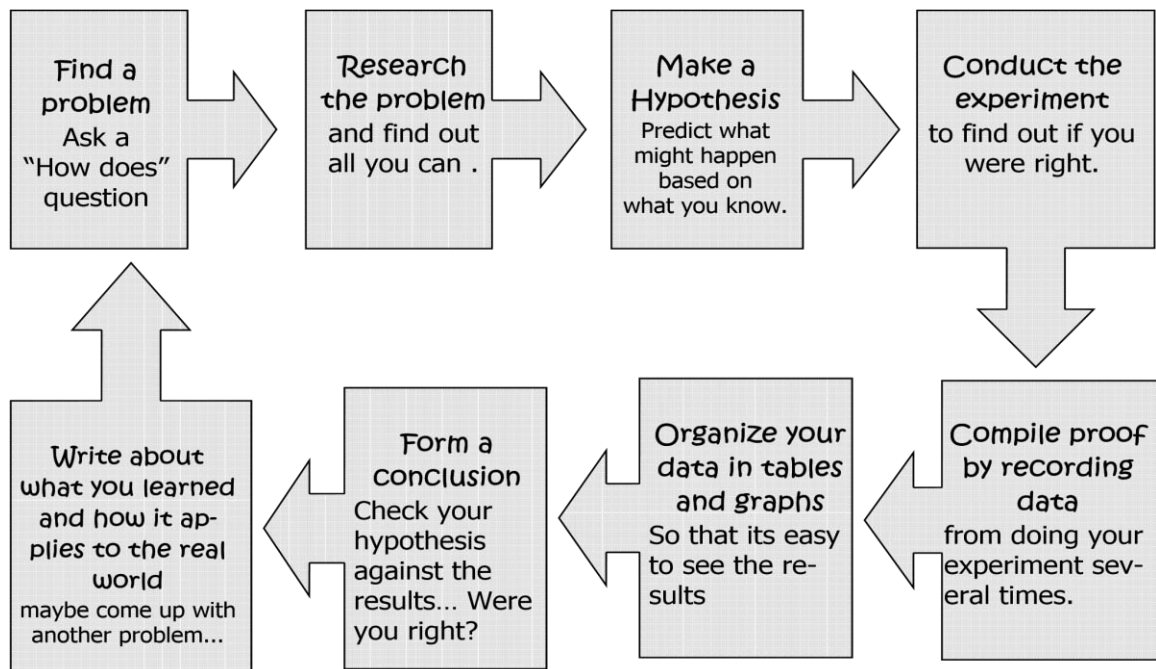 Find a
problem
Ask a
“How does”
question
Research
the problem
and find out
all you can .
Make a
Hypothesis
Predict what
might happen
based on
what you know.
Conduct the
experiment
to find out if you
were right.
Compile proof
by recording
data
from doing your
experiment sev-
eral times.
Organize your
data in tables
and graphs
So that its easy
to see the re-
sults
Form a
conclusion
Check your
hypothesis
against the
results... Were
you right?
Write about
what you learned
and how it ap-
plies to the real
world
maybe come up with
another problem...